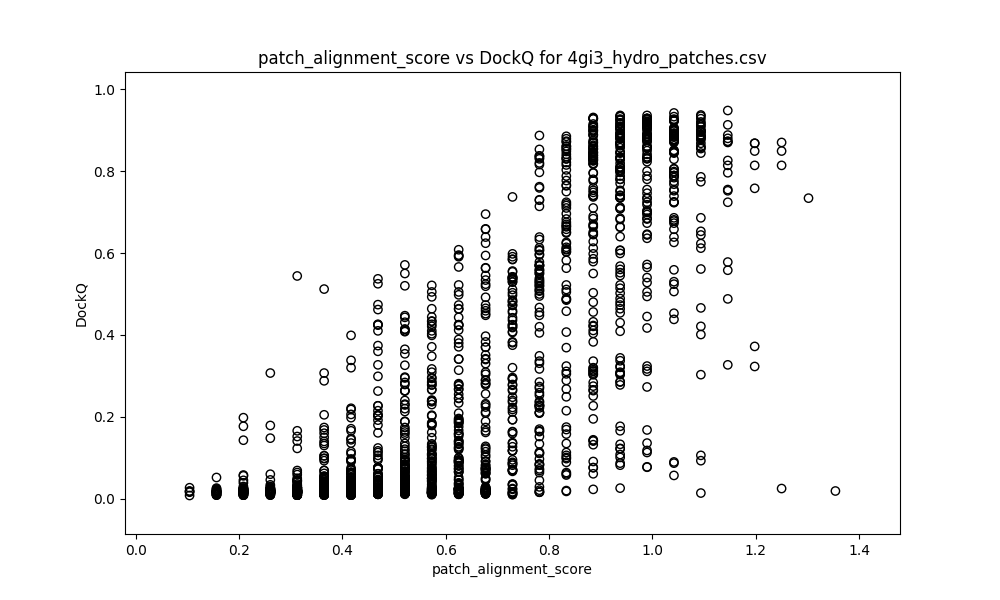 patch_alignment_score vs DockQ for 4gi3_hydro_patches.csv
1.0
0.8
0.6
0.4
0.2
0.0
DockQ
0.0 0.2 0.4 0.6 0.8 1.0 1.2 1.4
patch_alignment_score